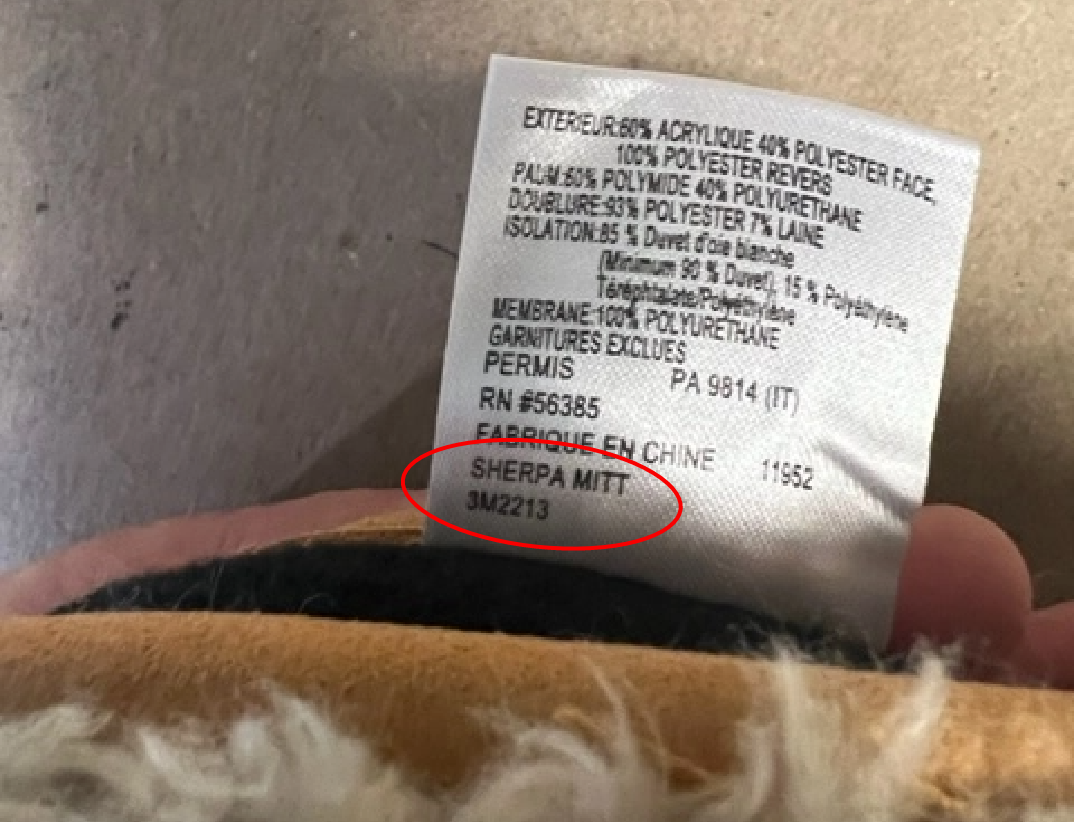 EXTERIEUR:60% ACRYLIQUE 40% POLYESTER FACE,
100% POLYESTER REVERS
PALM:60% POLYMIDE 40% POLYURETHANE
DOUBLURE:93% POLYESTER 7% LAINE
ISOLATION:85 % Duvet d'oie blanche
(Minimum 90 % Duvet), 15 % Polyéthylène
Téréphtalate/Polyéthylène
MEMBRANE:100% POLYURETHANE
GARNITURES EXCLUES
PERMIS PA 9814 (IT)
RN #56385
FABRIQUE EN CHINE 11952
SHERPA MITT
3M2213